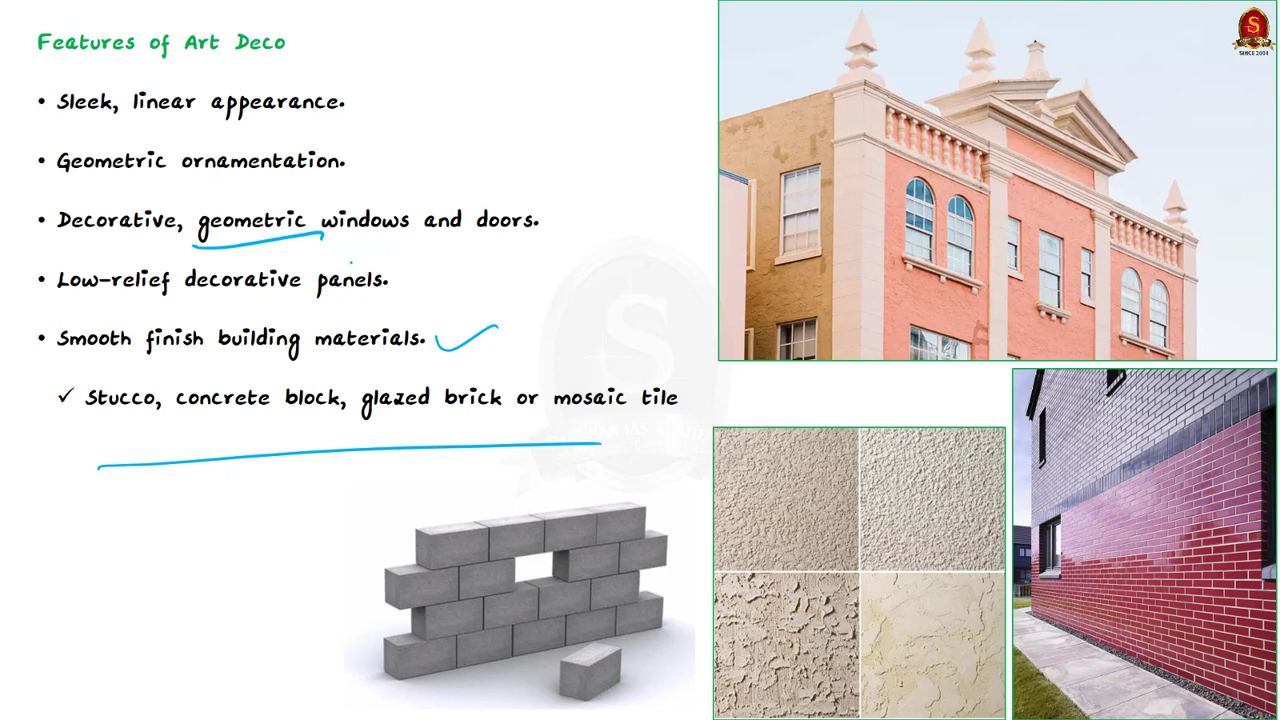 Features of Art Deco
• Sleek, linear appearance.
• Geometric ornamentation.
• Decorative, geometric windows and doors.
• Low-relief decorative panels.
• Smooth finish building materials.
✓ Stucco, concrete block, glazed brick or mosaic tile
S
SINCE 2004
S